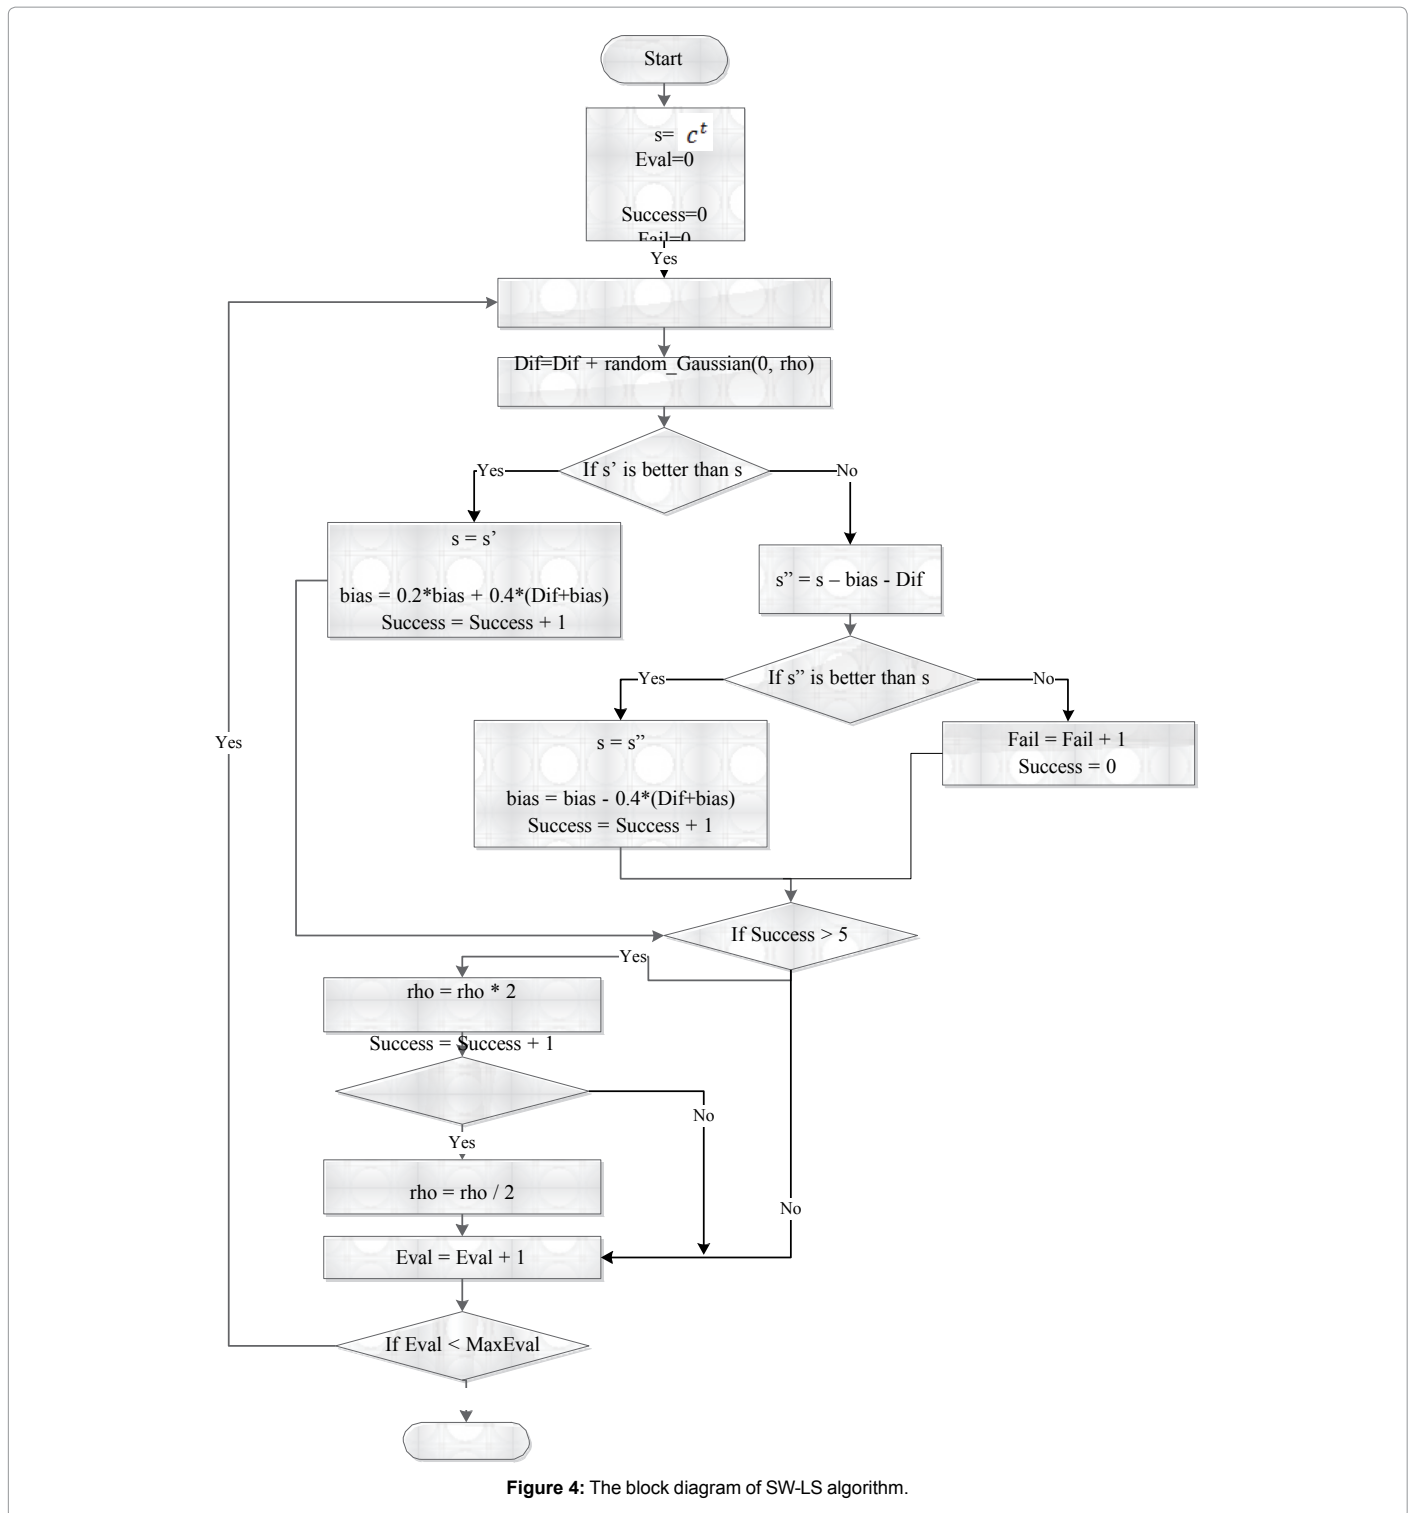 Start
s= c^t
Eval=0
Success=0
Fail=0
Yes
Dif=Dif + random_Gaussian(0, rho)
If s’ is better than s
Yes
No
s = s’
bias = 0.2*bias + 0.4*(Dif+bias)
Success = Success + 1
s” = s – bias - Dif
If s” is better than s
Yes
No
s = s”
bias = bias - 0.4*(Dif+bias)
Success = Success + 1
Fail = Fail + 1
Success = 0
Yes
If Success > 5
Yes
rho = rho * 2
Success = Success + 1
No
Yes
rho = rho / 2
No
Eval = Eval + 1
If Eval < MaxEval
Figure 4: The block diagram of SW-LS algorithm.